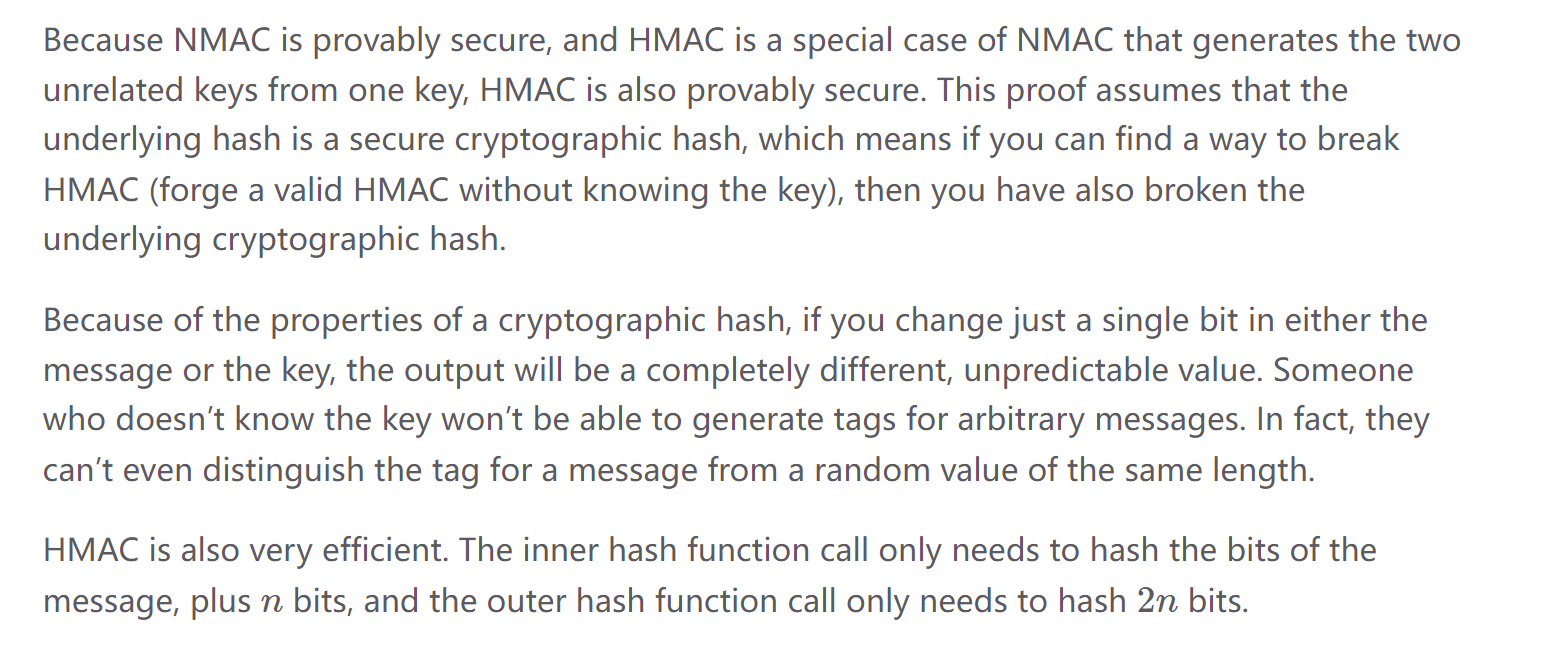 Because NMAC is provably secure, and HMAC is a special case of NMAC that generates the two
unrelated keys from one key, HMAC is also provably secure. This proof assumes that the
underlying hash is a secure cryptographic hash, which means if you can find a way to break
HMAC (forge a valid HMAC without knowing the key), then you have also broken the
underlying cryptographic hash.
Because of the properties of a cryptographic hash, if you change just a single bit in either the
message or the key, the output will be a completely different, unpredictable value. Someone
who doesn’t know the key won’t be able to generate tags for arbitrary messages. In fact, they
can’t even distinguish the tag for a message from a random value of the same length.
HMAC is also very efficient. The inner hash function call only needs to hash the bits of the
message, plus n bits, and the outer hash function call only needs to hash 2n bits.